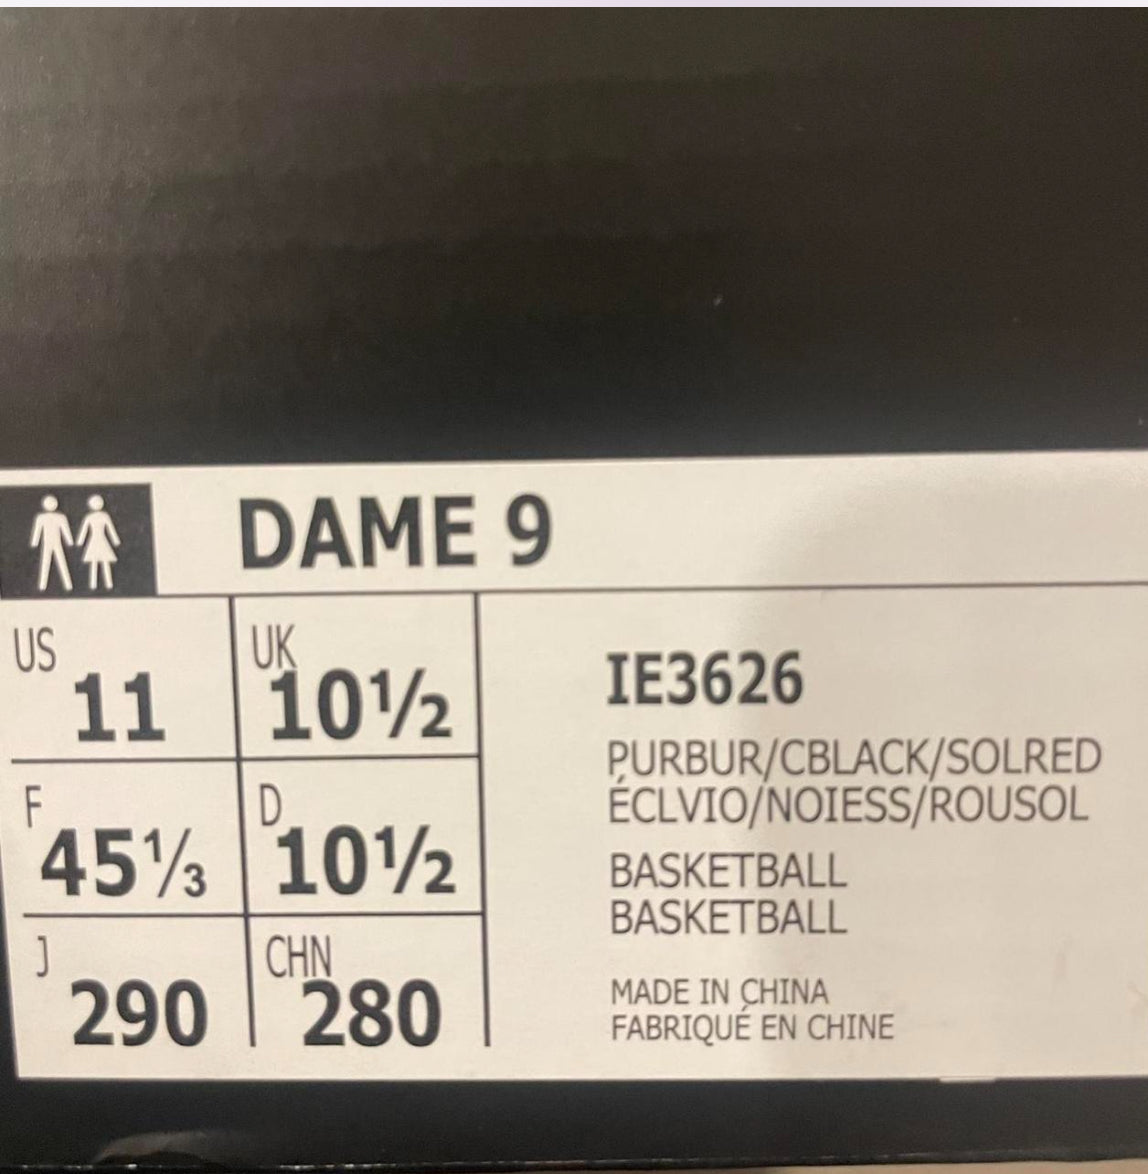 DAME 9
US 11
UK 10½
F 45⅓
D 10½
J 290
CHN 280
IE3626
PURBUR/CBLACK/SOLRED
ÉCLVIO/NOIESS/ROUSOL
BASKETBALL
BASKETBALL
MADE IN CHINA
FABRIQUÉ EN CHINE